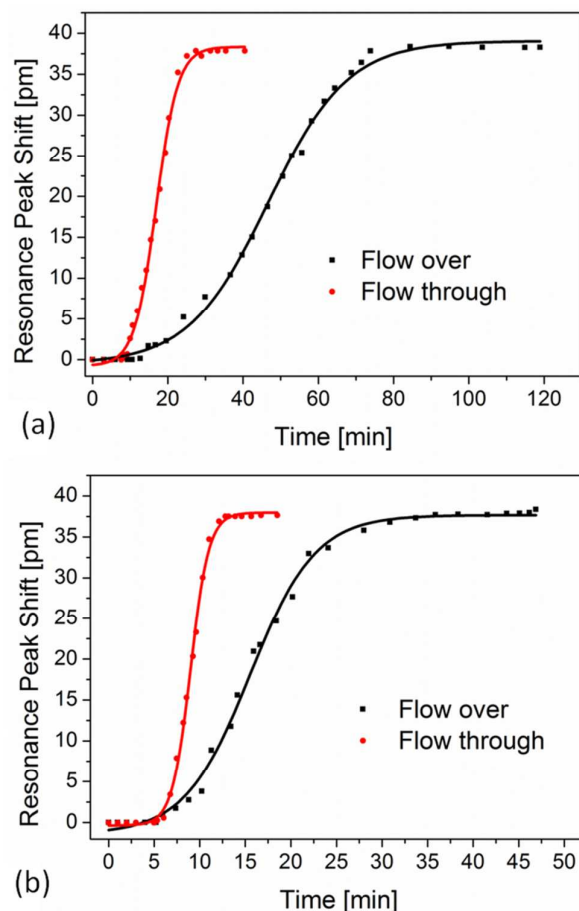 40
35
30
25
20
15
10
5
0
Resonance Peak Shift [pm]
Flow over
Flow through
0 20 40 60 80 100 120
Time [min]
(a)
40
35
30
25
20
15
10
5
0
Resonance Peak Shift [pm]
Flow over
Flow through
0 5 10 15 20 25 30 35 40 45 50
Time [min]
(b)